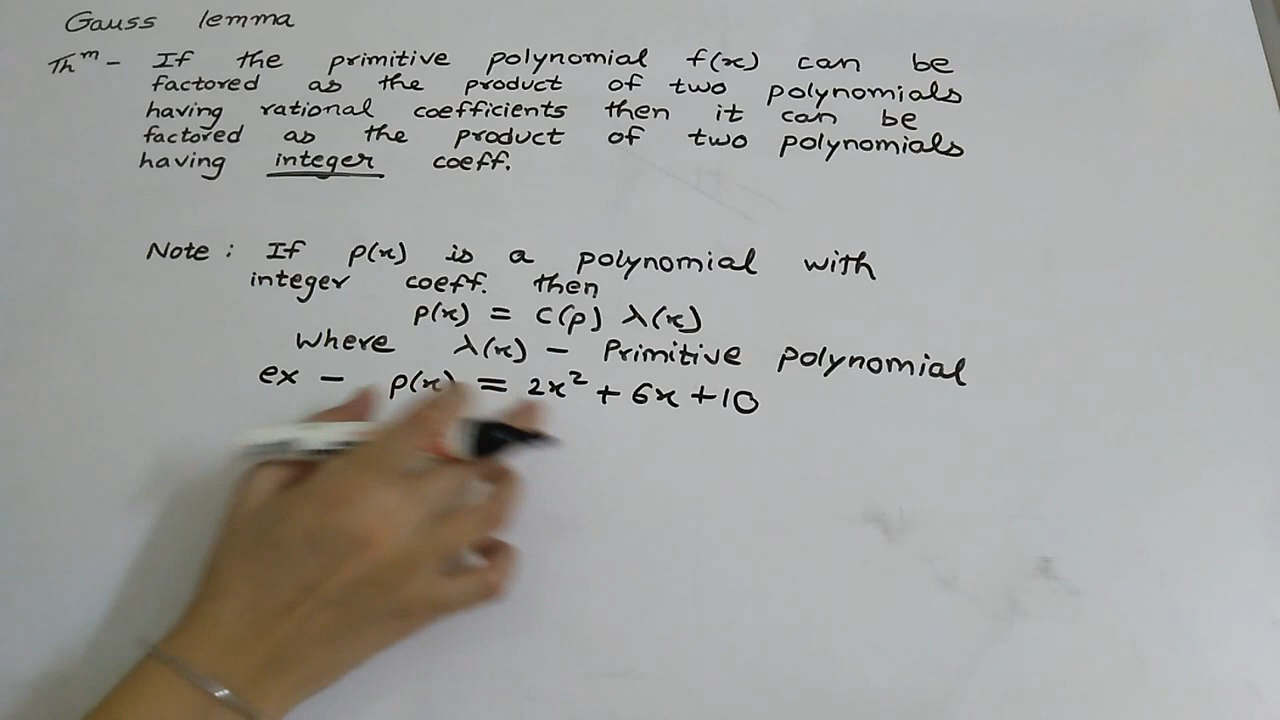 Gauss lemma
Thm - If the primitive polynomial f(x) can be
factored as the product of two polynomials
having rational coefficients then it can be
factored as the product of two polynomials
having integer coeff.
Note : If p(x) is a polynomial with
integer coeff. then
p(x) = c(p) λ(x)
where λ(x) - Primitive polynomial
ex - p(x) = 2x² + 6x + 10